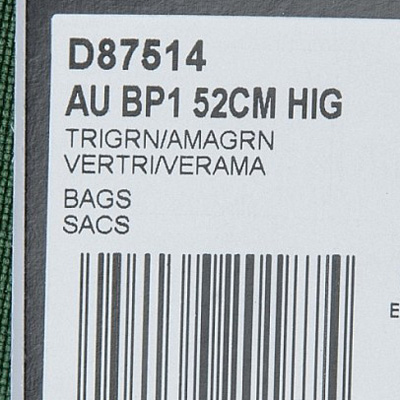 D87514
AU BP1 52CM HIG
TRIGRN/AMAGRN
VERTRI/VERAMA
BAGS
SACS
E